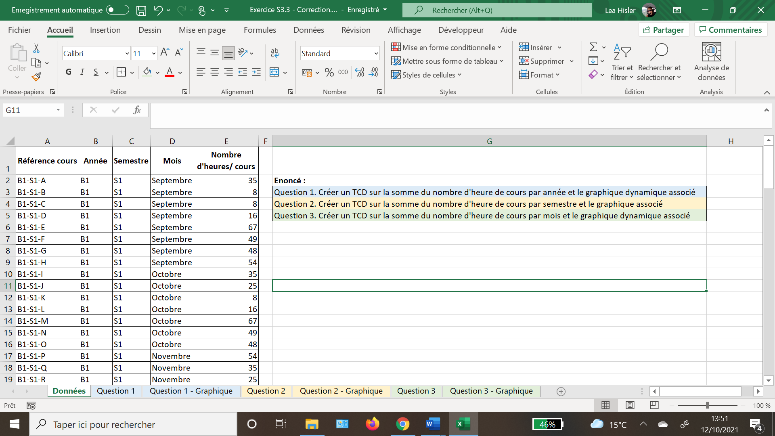 Enregistrement automatique
Exercice S3.3 - Correction.... - Enregistré
Rechercher (Alt+Q)
Lea Hislor
Fichier Accueil Insertion Dessin Mise en page Formules Données Révision Affichage Développeur Aide Partager Commentaires
Coller
Calibri 11
Standard
Mise en forme conditionnelle
Mettre sous forme de tableau
Styles de cellules
Insérer
Supprimer
Format
Trier et filtrer
Rechercher et sélectionner
Analyse de données
Presse-papiers Police Alignement Nombre Styles Cellules Édition Analysis
G11 fx
A B C D E F G H
1 Référence cours Année Semestre Mois Nombre d'heures/ cours
2 B1-S1-A B1 S1 Septembre 35 Enoncé :
3 B1-S1-B B1 S1 Septembre 8 Question 1. Créer un TCD sur la somme du nombre d'heure de cours par année et le graphique dynamique associé
4 B1-S1-C B1 S1 Septembre 8 Question 2. Créer un TCD sur la somme du nombre d'heure de cours par semestre et le graphique associé
5 B1-S1-D B1 S1 Septembre 16 Question 3. Créer un TCD sur la somme du nombre d'heure de cours par mois et le graphique dynamique associé
6 B1-S1-E B1 S1 Septembre 67
7 B1-S1-F B1 S1 Septembre 49
8 B1-S1-G B1 S1 Septembre 48
9 B1-S1-H B1 S1 Septembre 54
10 B1-S1-I B1 S1 Octobre 35
11 B1-S1-J B1 S1 Octobre 25
12 B1-S1-K B1 S1 Octobre 8
13 B1-S1-L B1 S1 Octobre 16
14 B1-S1-M B1 S1 Octobre 67
15 B1-S1-N B1 S1 Octobre 49
16 B1-S1-O B1 S1 Octobre 48
17 B1-S1-P B1 S1 Novembre 54
18 B1-S1-Q B1 S1 Novembre 35
19 B1-S1-R B1 S1 Novembre 25
Données Question 1 Question 1 - Graphique Question 2 Question 2 - Graphique Question 3 Question 3 - Graphique
Prêt 100 %
Taper ici pour rechercher
46%
15°C
13:51
12/10/2021
4